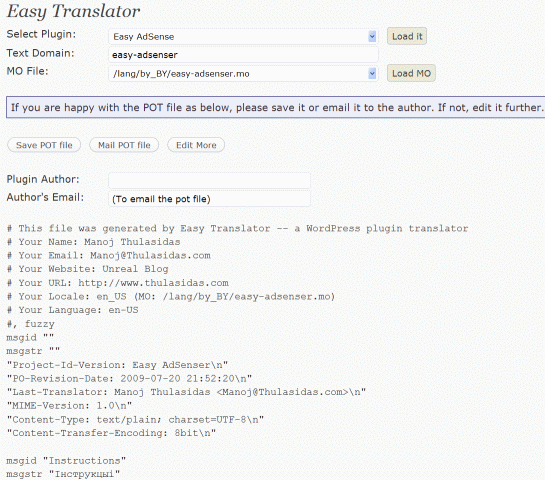 Easy Translator
Select Plugin: Easy AdSense Load it
Text Domain: easy-adsenser
MO File: /lang/by_BY/easy-adsenser.mo Load MO
If you are happy with the POT file as below, please save it or email it to the author. If not, edit it further.
Save POT file Mail POT file Edit More
Plugin Author:
Author's Email: (To email the pot file)
# This file was generated by Easy Translator -- a WordPress plugin translator
# Your Name: Manoj Thulasidas
# Your Email: Manoj@Thulasidas.com
# Your Website: Unreal Blog
# Your URL: http://www.thulasidas.com
# Your Locale: en_US (MO: /lang/by_BY/easy-adsenser.mo)
# Your Language: en-US
#, fuzzy
msgid ""
msgstr ""
"Project-Id-Version: Easy AdSenser\n"
"PO-Revision-Date: 2009-07-20 21:52:20\n"
"Last-Translator: Manoj Thulasidas <Manoj@Thulasidas.com>\n"
"MIME-Version: 1.0\n"
"Content-Type: text/plain; charset=UTF-8\n"
"Content-Transfer-Encoding: 8bit\n"
msgid "Instructions"
msgstr "Інструкцыі"